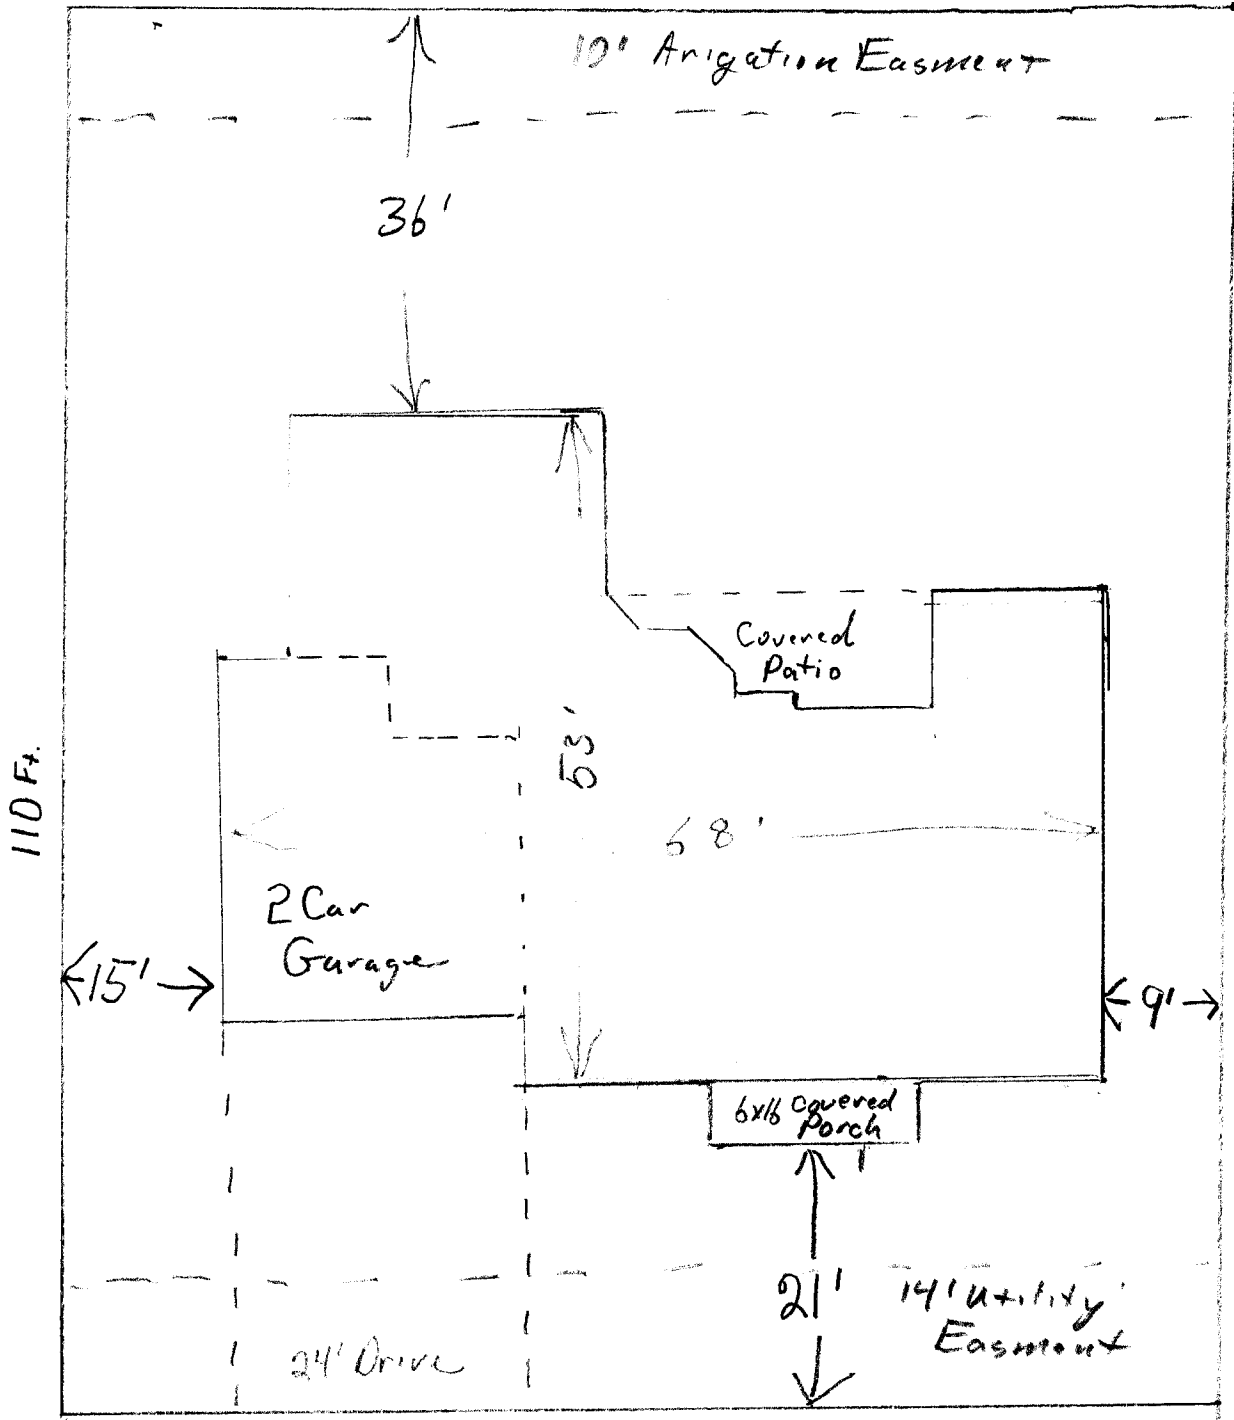 10' Arigation Easment
36'
Covered
Patio
53'
110 Ft.
68'
2 Car
Garage
15'
9'
6x16 Covered
Porch
21'
14' Utility
Easment
24' Drive